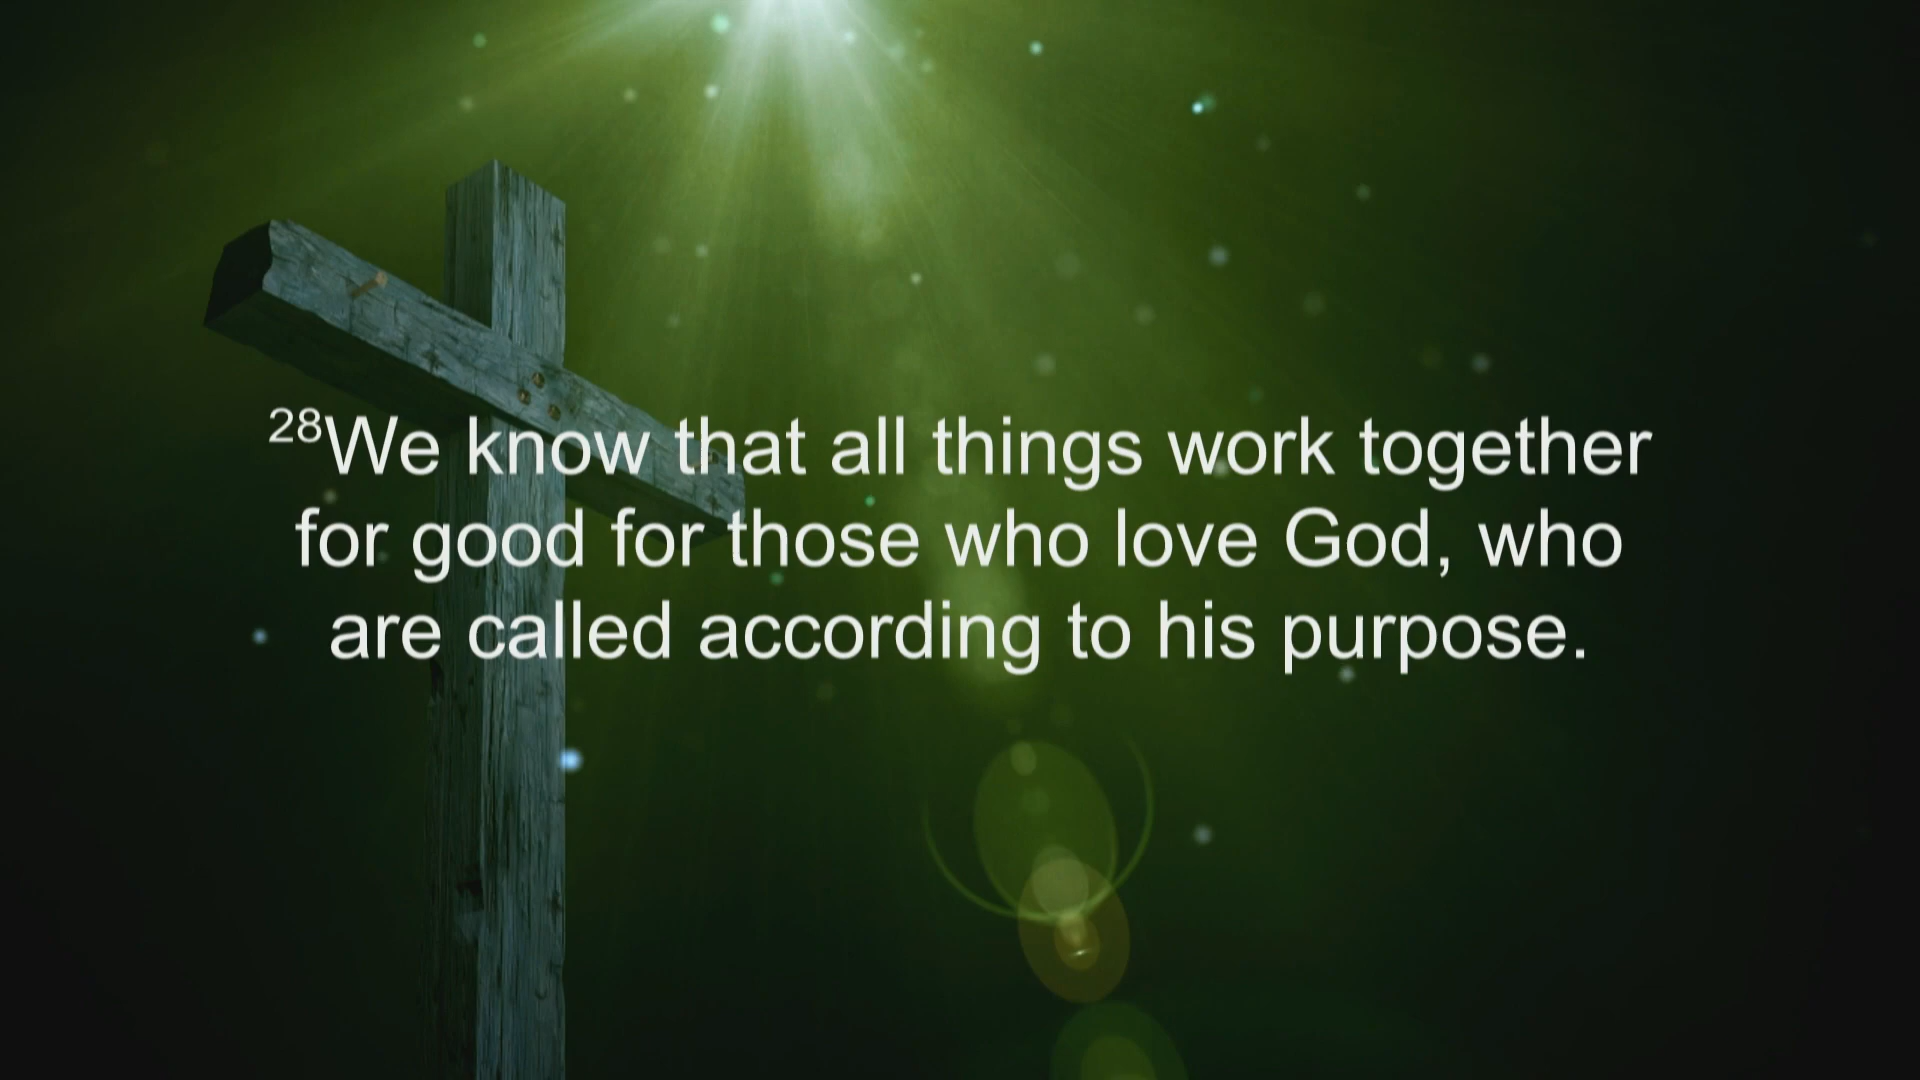 28We know that all things work together
for good for those who love God, who
are called according to his purpose.